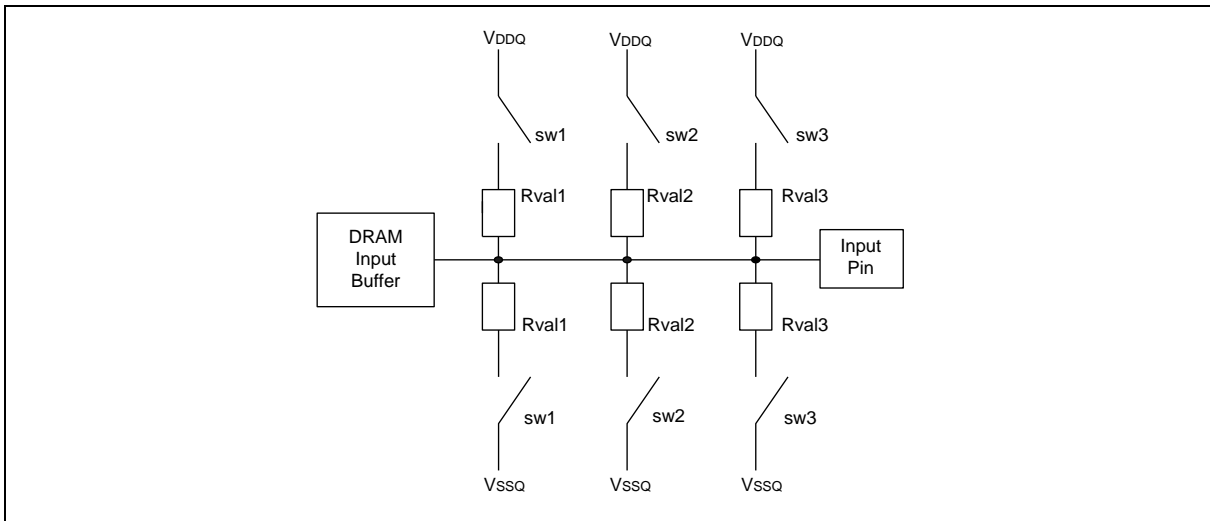 VDDQ VDDQ VDDQ
sw1 sw2 sw3
Rval1 Rval2 Rval3
DRAM
Input
Buffer
Input
Pin
Rval1 Rval2 Rval3
sw1 sw2 sw3
VSSQ VSSQ VSSQ